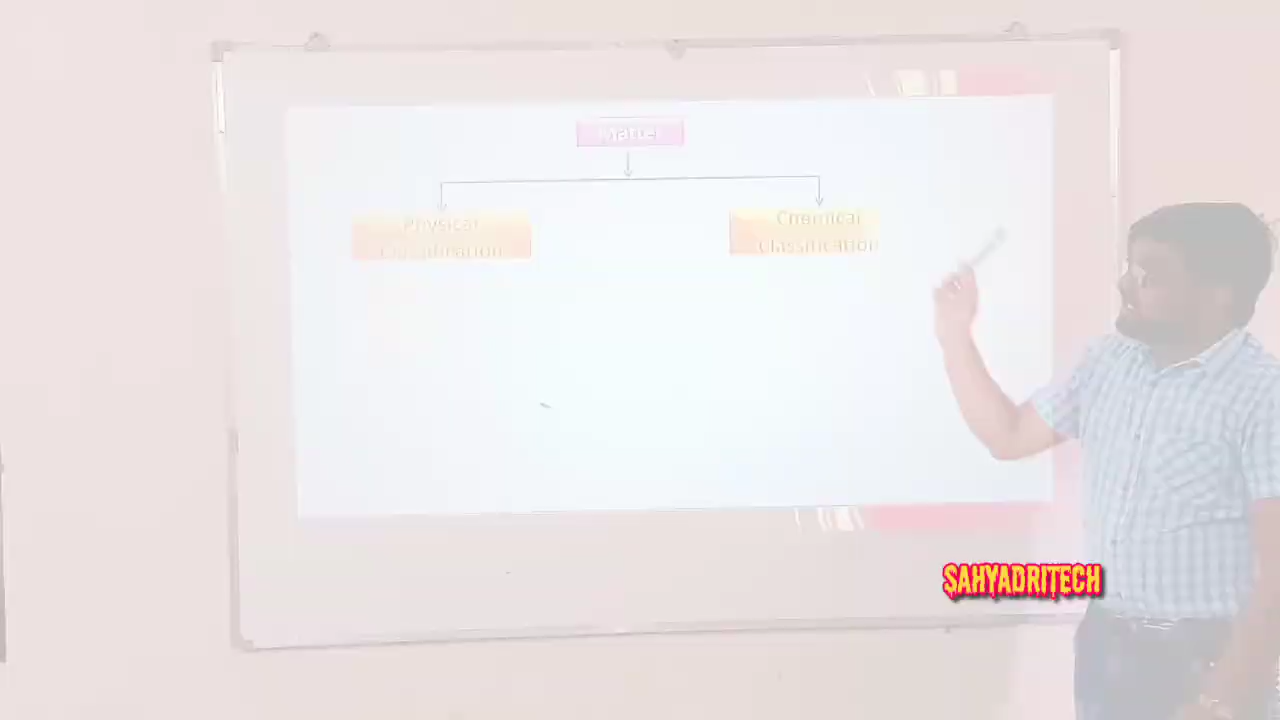 Matter
Physical
Chemical
Classification
Classification
SAHYADRITECH